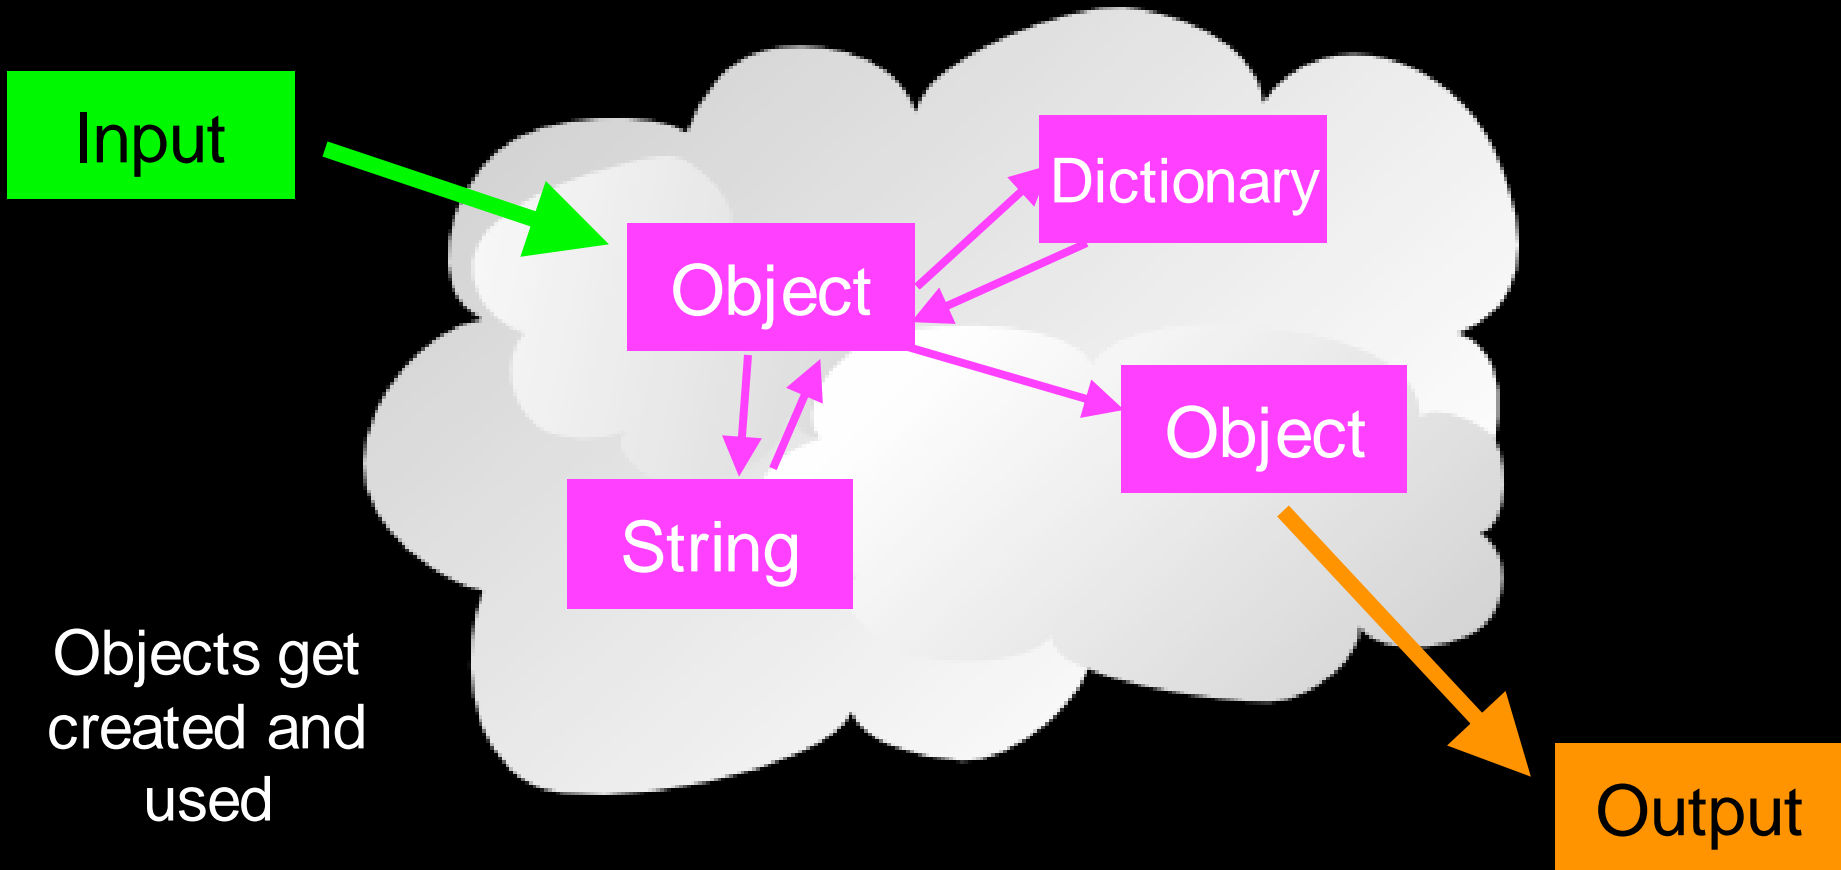 Input
Dictionary
Object
Object
String
Objects get
created and
used
Output